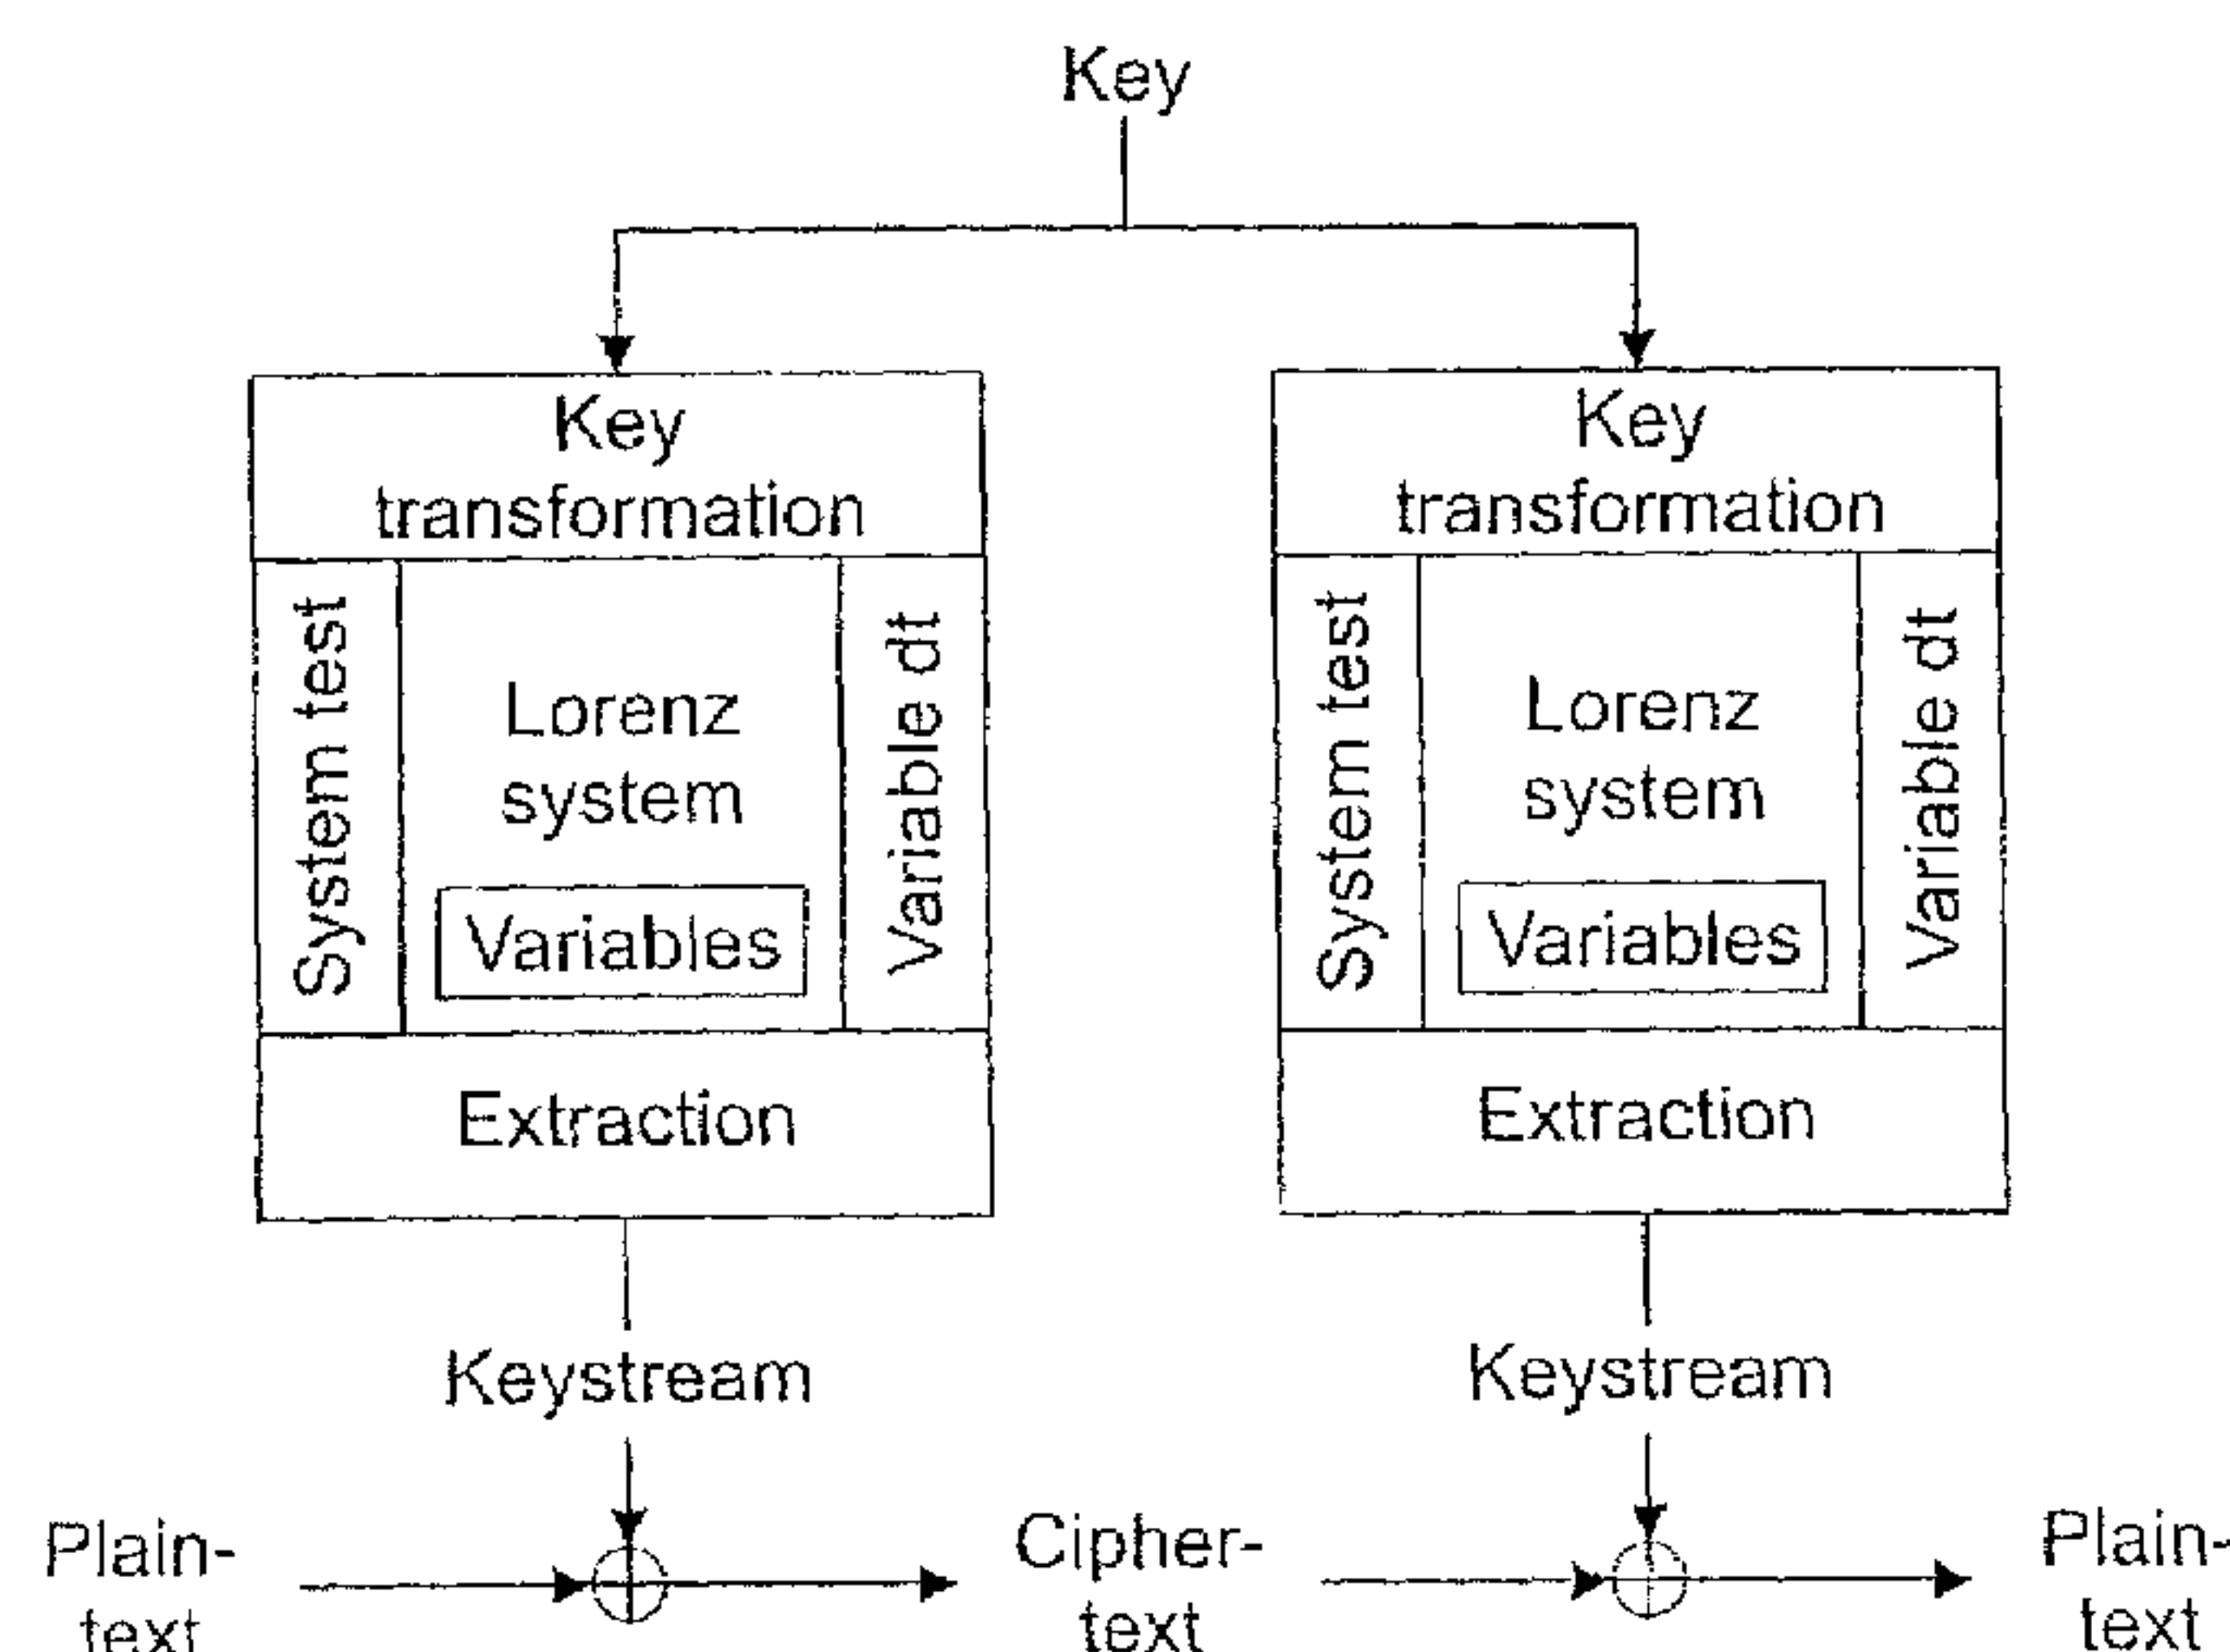 Key
Key
transformation
System test
Lorenz
system
Variables
Variable dt
Extraction
Keystream
Key
transformation
System test
Lorenz
system
Variables
Variable dt
Extraction
Keystream
Plain-
text
Cipher-
text
Plain-
text